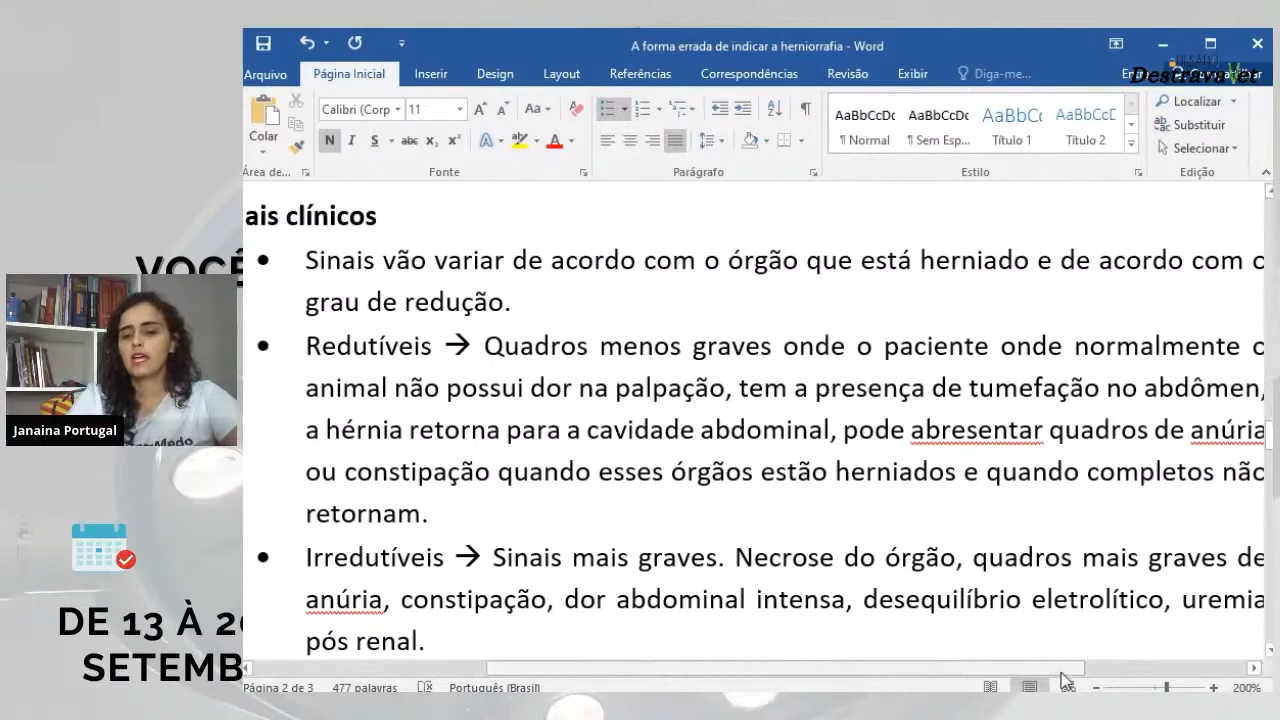 A forma errada de indicar a herniorrafia - Word
Arquivo Página Inicial Inserir Design Layout Referências Correspondências Revisão Exibir Diga-me...
DestravaVet
Colar
Calibri (Corp 11
Aa
N I S abc x₂ x²
AaBbCcDc AaBbCcDc AaBbCc AaBbCcD
¶ Normal ¶ Sem Esp... Título 1 Título 2
Localizar
Substituir
Selecionar
Área de... Fonte Parágrafo Estilo Edição
ais clínicos
• Sinais vão variar de acordo com o órgão que está herniado e de acordo com o
grau de redução.
• Redutíveis → Quadros menos graves onde o paciente onde normalmente o
animal não possui dor na palpação, tem a presença de tumefação no abdômen,
a hérnia retorna para a cavidade abdominal, pode abresentar quadros de anúria
ou constipação quando esses órgãos estão herniados e quando completos não
retornam.
• Irredutíveis → Sinais mais graves. Necrose do órgão, quadros mais graves de
anúria, constipação, dor abdominal intensa, desequilíbrio eletrolítico, uremia
pós renal.
Página 2 de 3 477 palavras Português (Brasil) 200%
VOCÊ
Janaina Portugal
DE 13 À 2
SETEMB